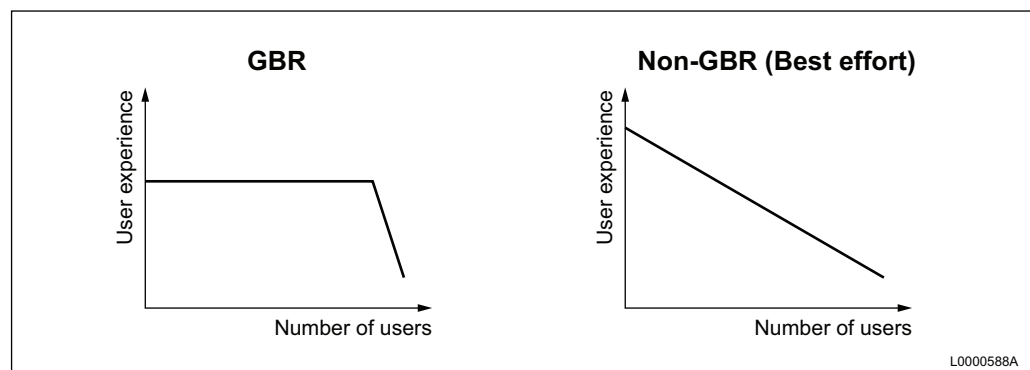 GBR
User experience
Number of users
Non-GBR (Best effort)
User experience
Number of users
L0000588A